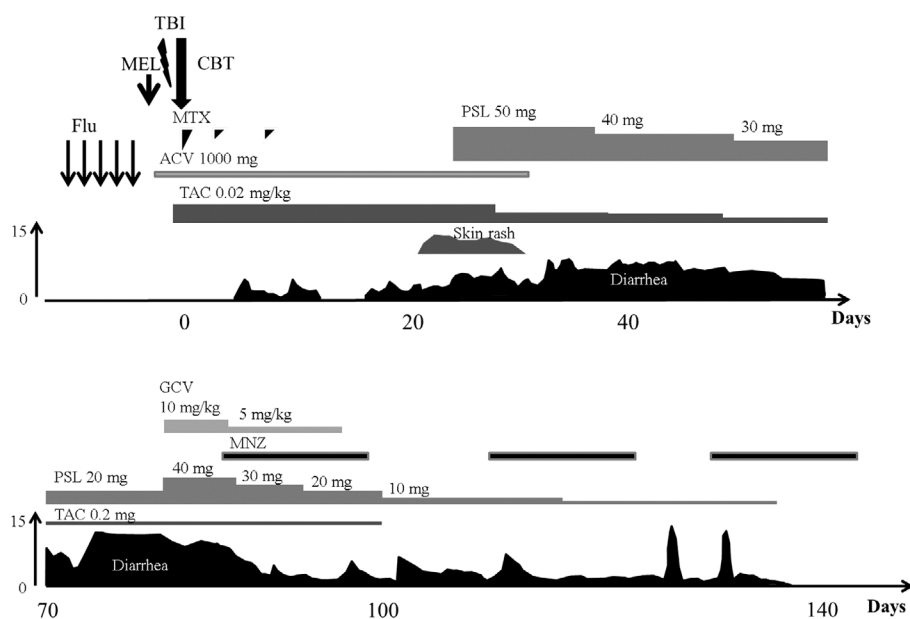 TBI
MEL
CBT
MTX
Flu
PSL 50 mg
40 mg
30 mg
ACV 1000 mg
TAC 0.02 mg/kg
15
Skin rash
Diarrhea
0
0
20
40
Days
GCV
10 mg/kg
5 mg/kg
MNZ
PSL 20 mg
40 mg
30 mg
20 mg
10 mg
TAC 0.2 mg
15
Diarrhea
0
70
100
140
Days